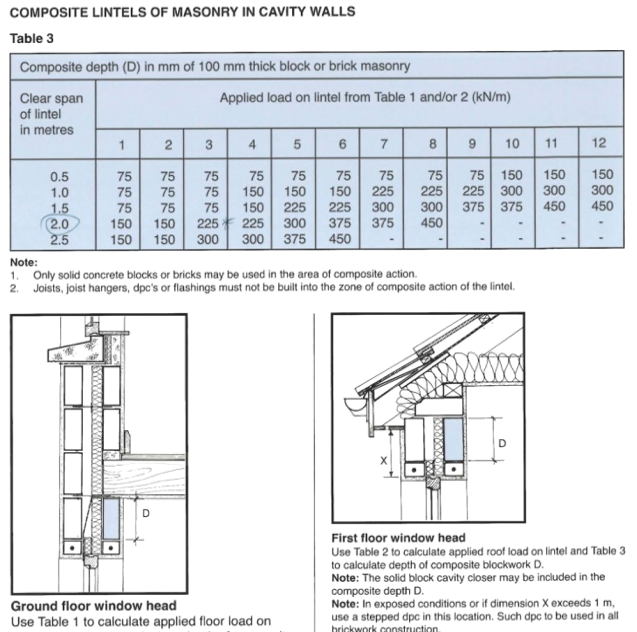 COMPOSITE LINTELS OF MASONRY IN CAVITY WALLS
Table 3
Composite depth (D) in mm of 100 mm thick block or brick masonry
Clear span of lintel in metres
Applied load on lintel from Table 1 and/or 2 (kN/m)
1 2 3 4 5 6 7 8 9 10 11 12
0.5 75 75 75 75 75 75 75 75 75 150 150 150
1.0 75 75 75 150 150 150 225 225 225 300 300 300
1.5 75 75 75 150 225 225 300 300 375 375 450 450
2.0 150 150 225 * 225 300 375 375 450 - - - -
2.5 150 150 300 300 375 450 - - - - - -
Note:
1. Only solid concrete blocks or bricks may be used in the area of composite action.
2. Joists, joist hangers, dpc's or flashings must not be built into the zone of composite action of the lintel.
D
Ground floor window head
Use Table 1 to calculate applied floor load on
X
D
First floor window head
Use Table 2 to calculate applied roof load on lintel and Table 3
to calculate depth of composite blockwork D.
Note: The solid block cavity closer may be included in the
composite depth D.
Note: In exposed conditions or if dimension X exceeds 1 m,
use a stepped dpc in this location. Such dpc to be used in all
brickwork construction.